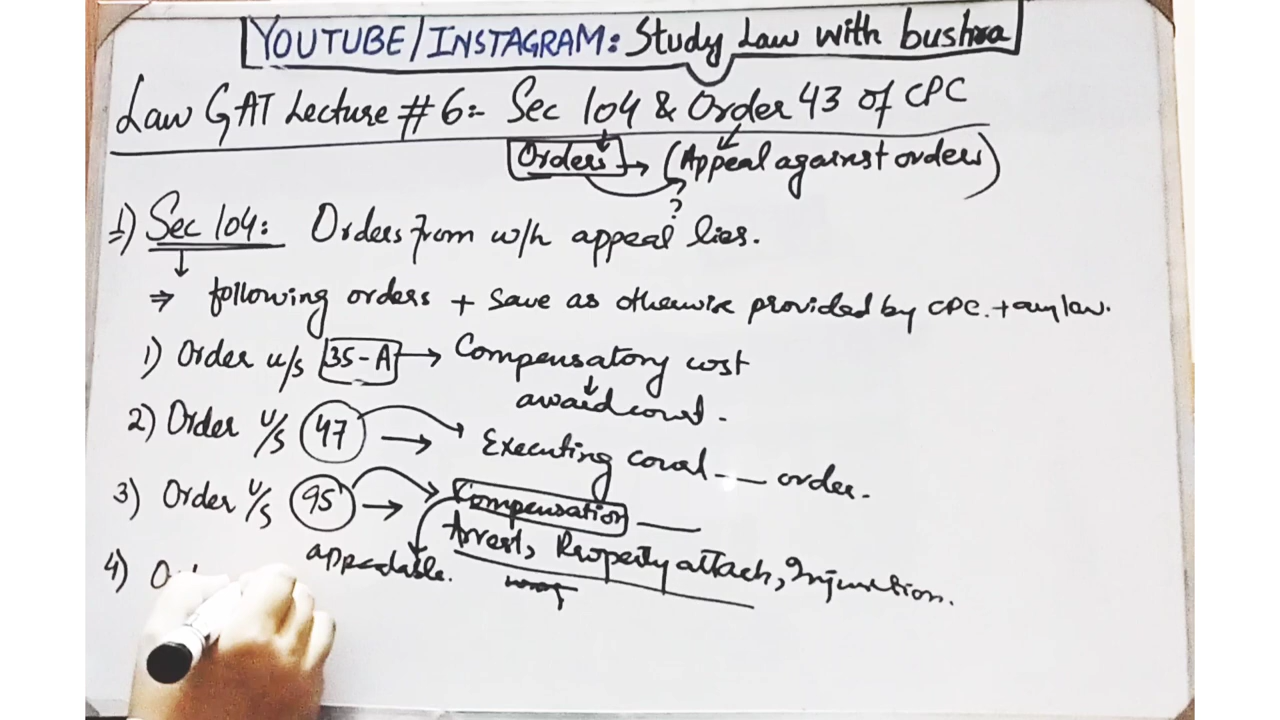 YOUTUBE/INSTAGRAM: Study Law with bushra
Law GAT Lecture # 6:- Sec 104 & Order 43 of CPC
Orders → (Appeal against orders)
?
1) Sec 104: Orders from w/h appeal lies.
⇒ following orders + save as otherwise provided by CPC. + any law.
1) Order u/s 35-A → Compensatory cost
award court.
2) Order U/S 47 → Executing court __ order.
3) Order U/S 95 → Compensation __
appealable. Arrest, Property attach, Injunction.
4) O